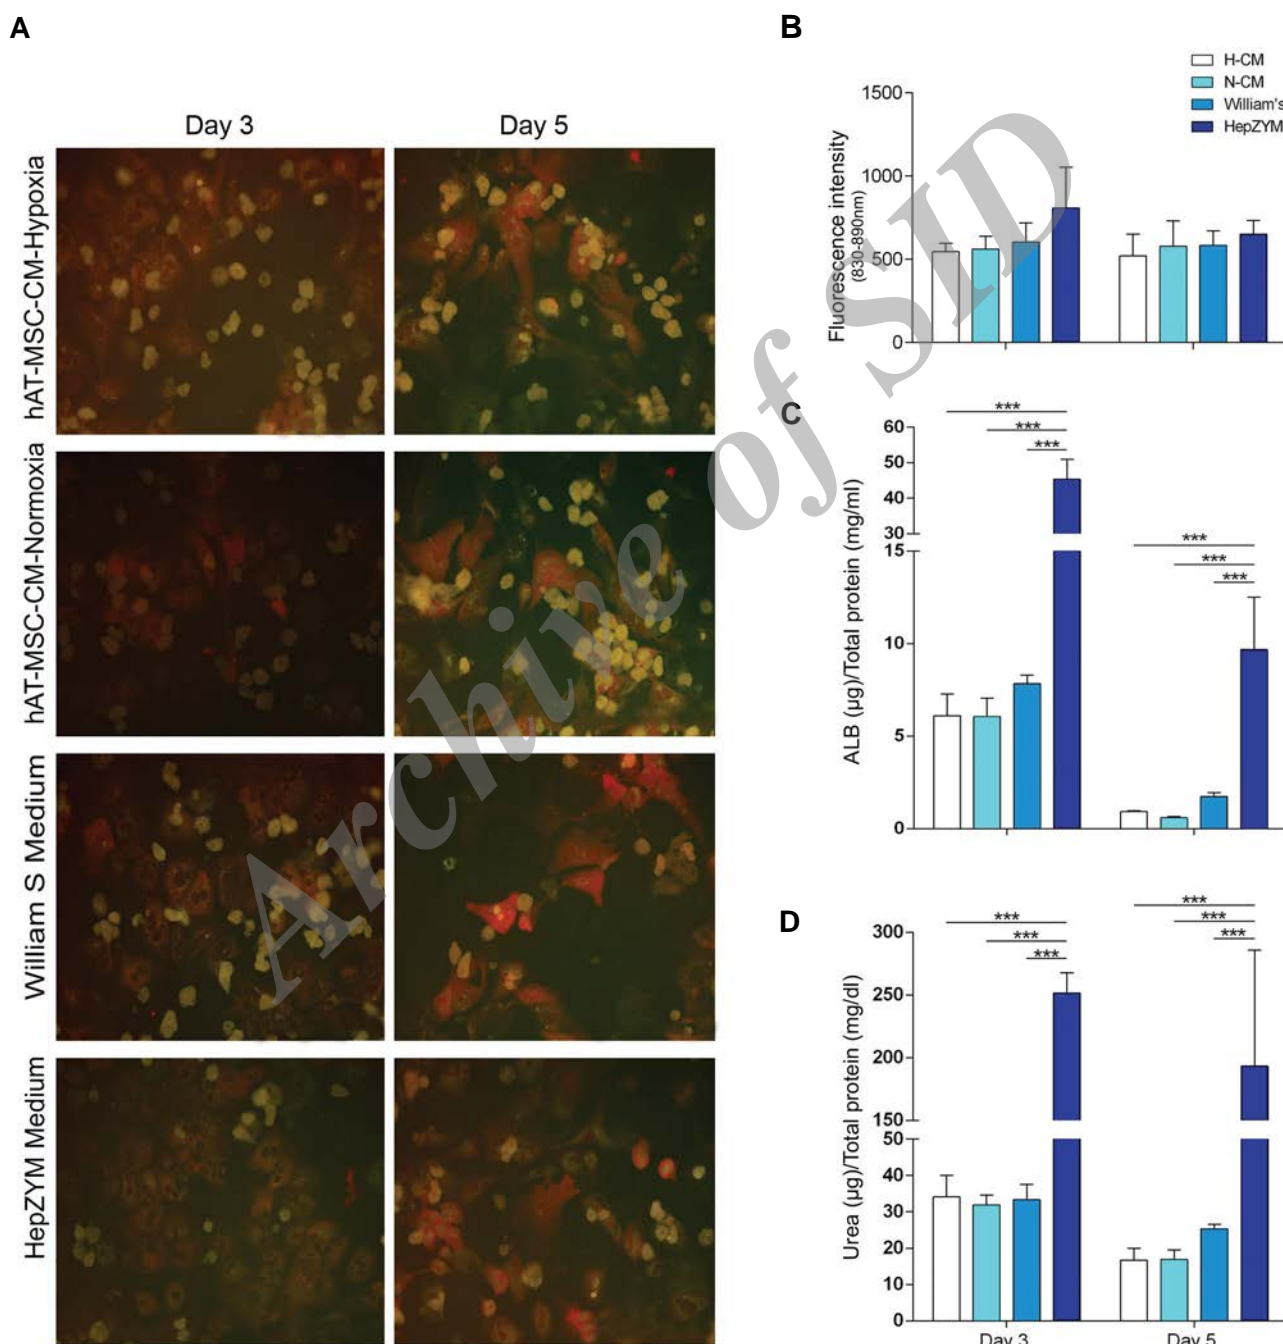 A
Day 3
Day 5
hAT-MSC-CM-Hypoxia
hAT-MSC-CM-Normoxia
William S Medium
HepZYM Medium
B
H-CM
N-CM
William's
HepZYM
Fluorescence intensity
(830-890nm)
1500
1000
500
0
C
***
***
***
***
***
***
ALB (µg)/Total protein (mg/ml)
60
50
40
30
15
10
5
0
D
***
***
***
***
***
***
Urea (µg)/Total protein (mg/dl)
300
250
200
150
50
40
30
20
10
0
Day 3
Day 5
Archive of SID